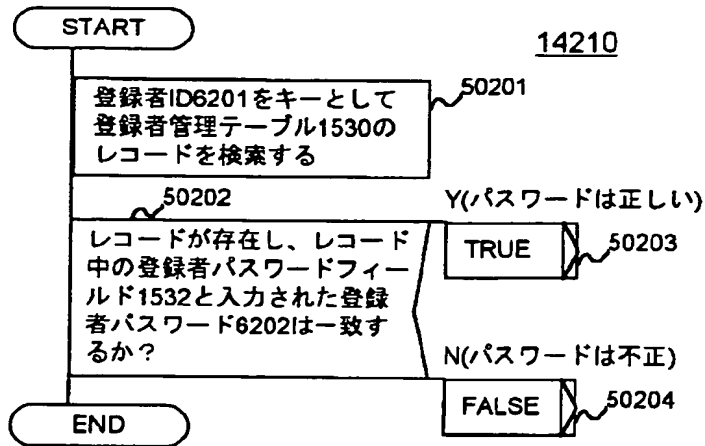 START
14210
登録者ID6201をキーとして
登録者管理テーブル1530の
レコードを検索する
50201
50202
Y(パスワードは正しい)
レコードが存在し、レコード
中の登録者パスワードフィー
ルド1532と入力された登録
者パスワード6202は一致す
るか?
TRUE
50203
N(パスワードは不正)
FALSE
50204
END